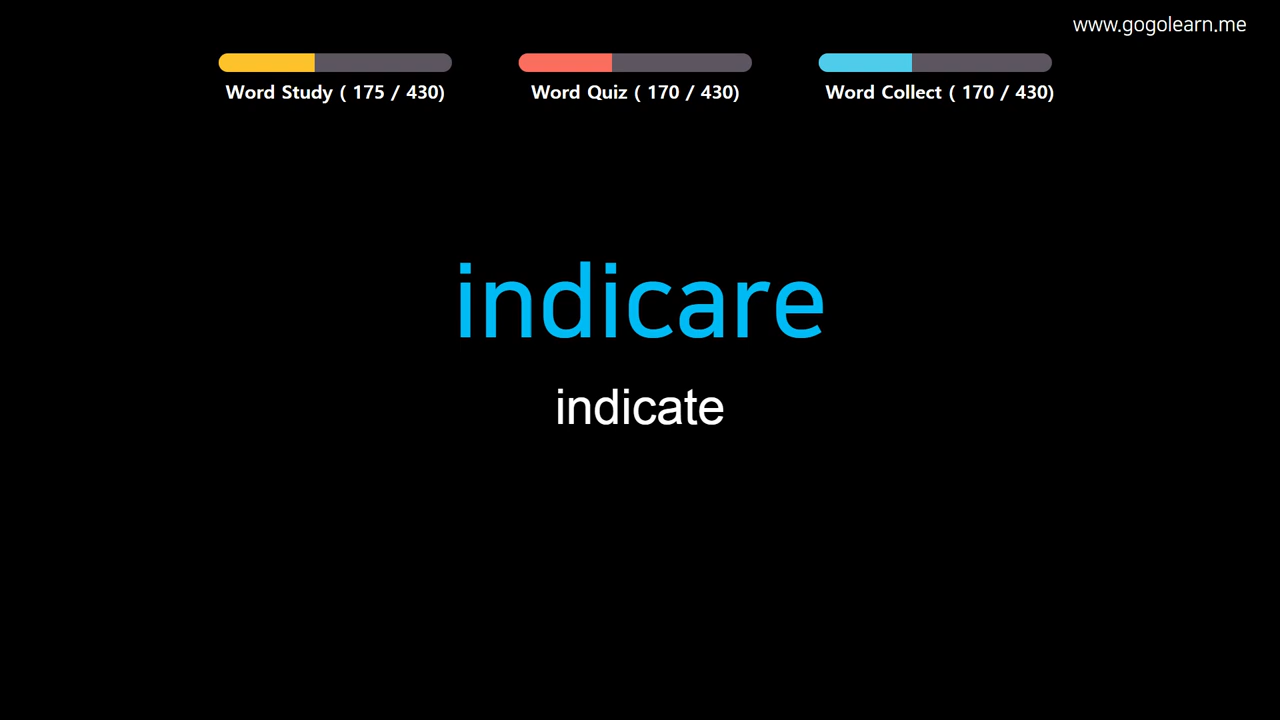 www.gogolearn.me
Word Study ( 175 / 430)
Word Quiz ( 170 / 430)
Word Collect ( 170 / 430)
indicare
indicate